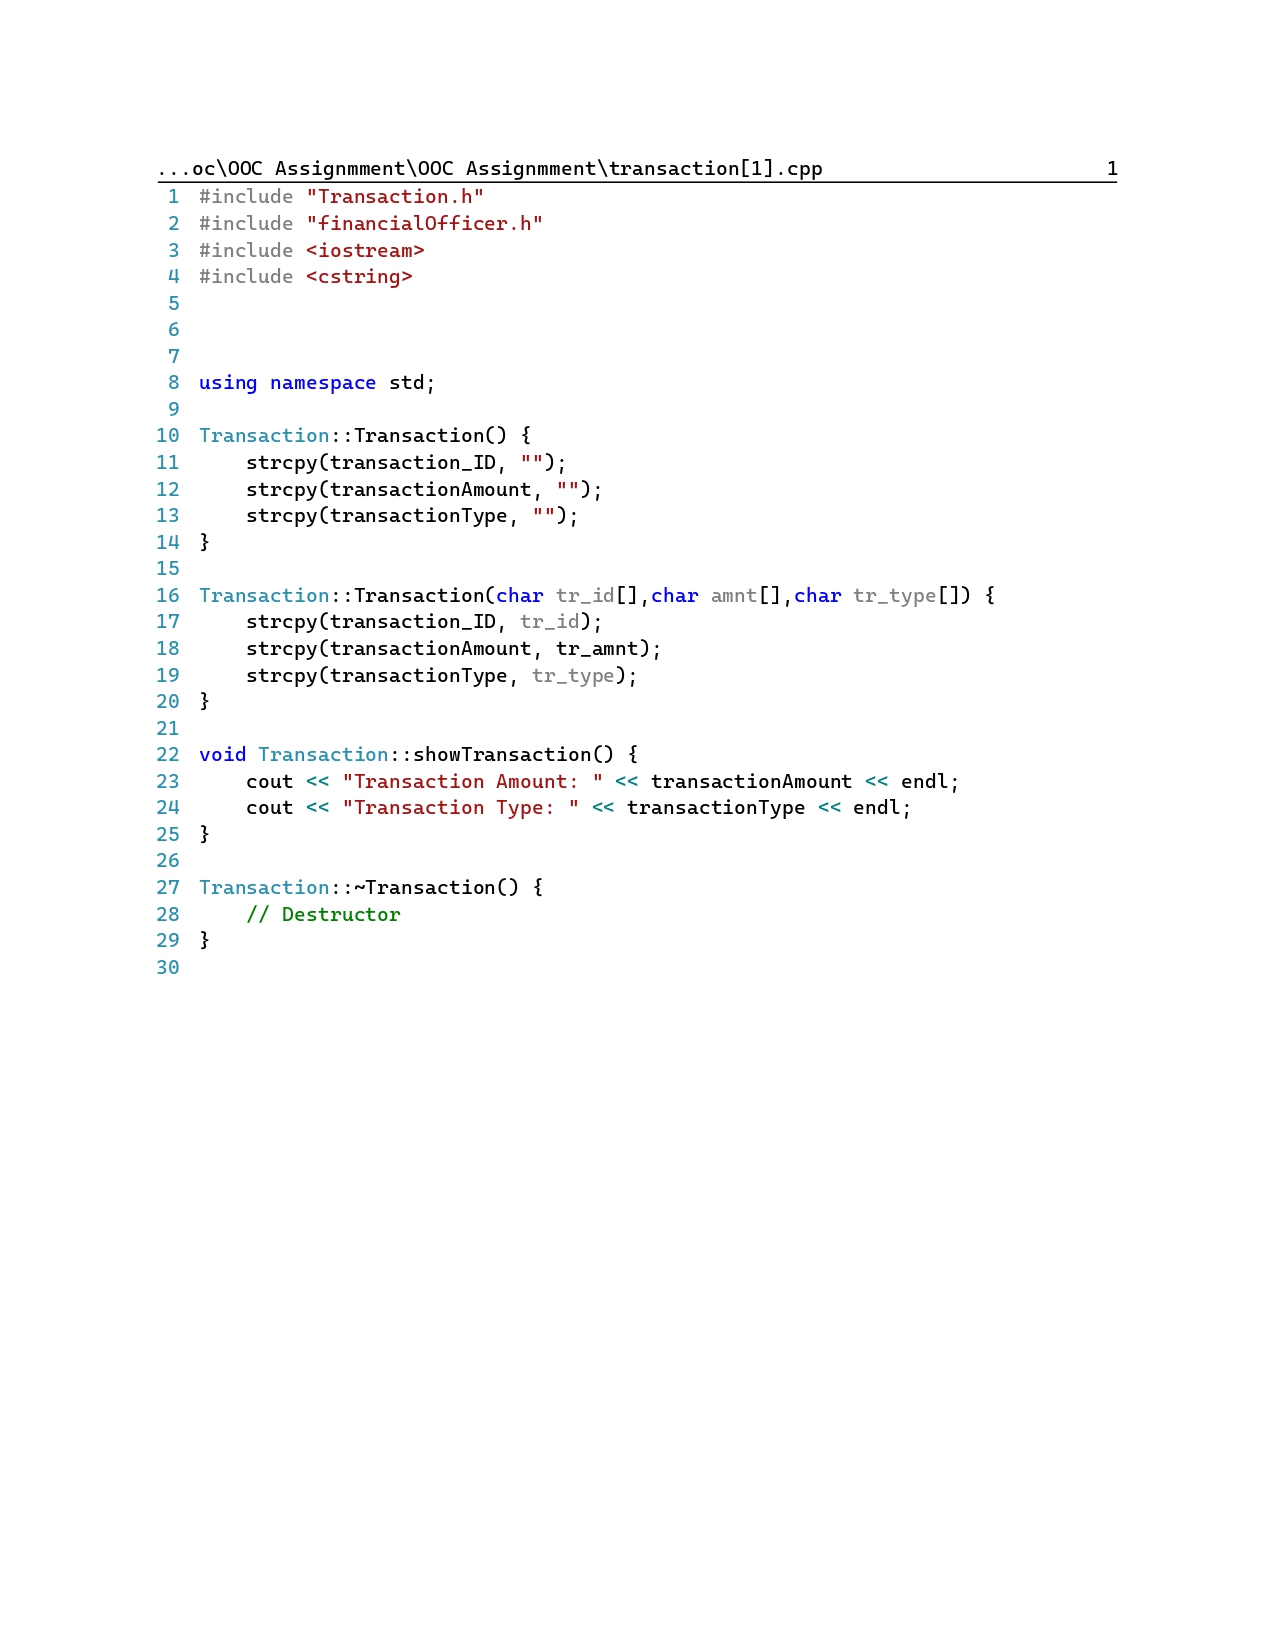 ...oc\OOC Assignmment\OOC Assignmment\transaction[1].cpp 1
1 #include "Transaction.h"
2 #include "financialOfficer.h"
3 #include <iostream>
4 #include <cstring>
5
6
7
8 using namespace std;
9
10 Transaction::Transaction() {
11     strcpy(transaction_ID, "");
12     strcpy(transactionAmount, "");
13     strcpy(transactionType, "");
14 }
15
16 Transaction::Transaction(char tr_id[],char amnt[],char tr_type[]) {
17     strcpy(transaction_ID, tr_id);
18     strcpy(transactionAmount, tr_amnt);
19     strcpy(transactionType, tr_type);
20 }
21
22 void Transaction::showTransaction() {
23     cout << "Transaction Amount: " << transactionAmount << endl;
24     cout << "Transaction Type: " << transactionType << endl;
25 }
26
27 Transaction::~Transaction() {
28     // Destructor
29 }
30